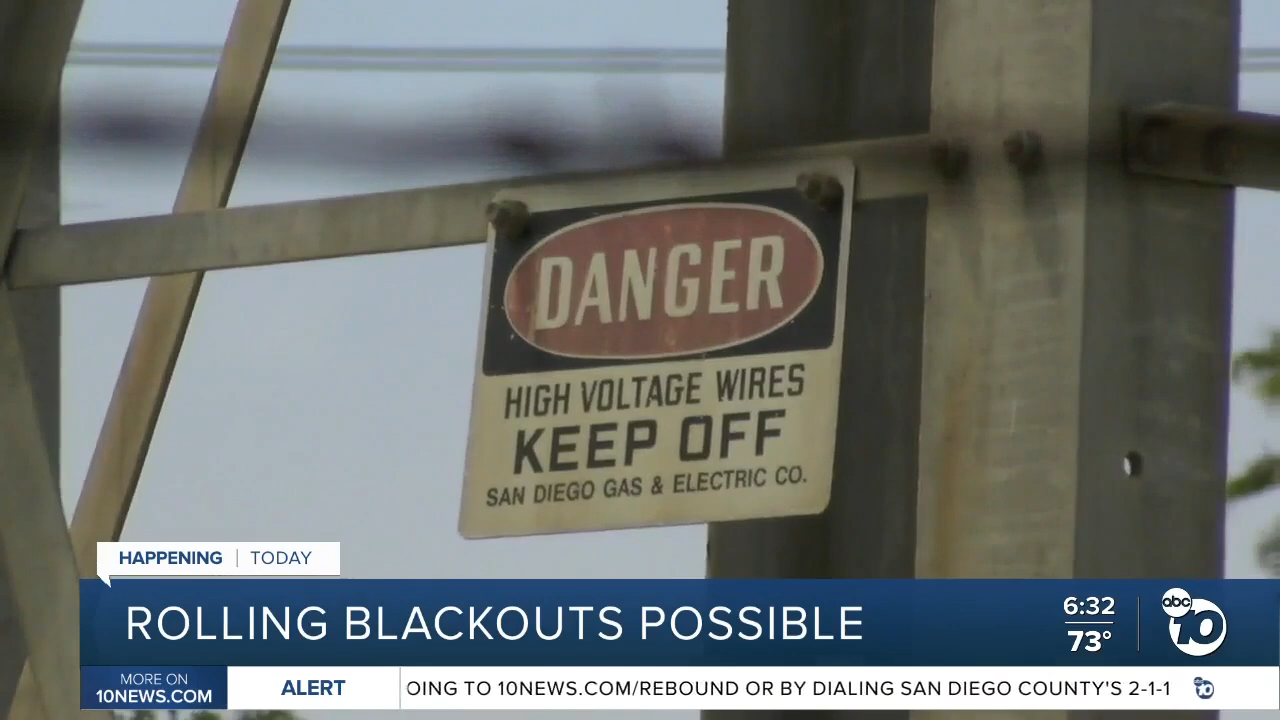 DANGER
HIGH VOLTAGE WIRES
KEEP OFF
SAN DIEGO GAS & ELECTRIC CO.
HAPPENING | TODAY
ROLLING BLACKOUTS POSSIBLE
6:32
73°
abc
10
MORE ON
10NEWS.COM
ALERT
OING TO 10NEWS.COM/REBOUND OR BY DIALING SAN DIEGO COUNTY'S 2-1-1
abc 10